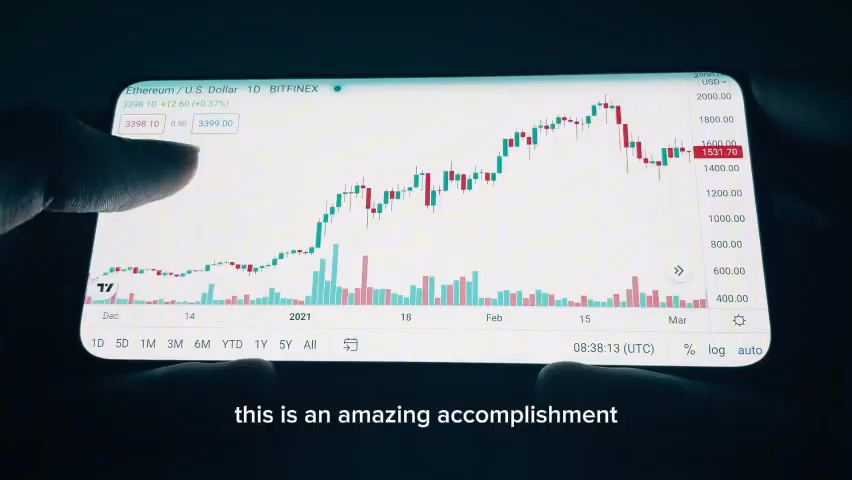 Ethereum / U.S. Dollar 1D BITFINEX
3398.10 +12.60 (+0.37%)
3398.10 0.90 3399.00
USD
2000.00
1800.00
1600.00
1531.70
1400.00
1200.00
1000.00
800.00
600.00
400.00
Dec 14 2021 18 Feb 15 Mar
1D 5D 1M 3M 6M YTD 1Y 5Y All 08:38:13 (UTC) % log auto
this is an amazing accomplishment